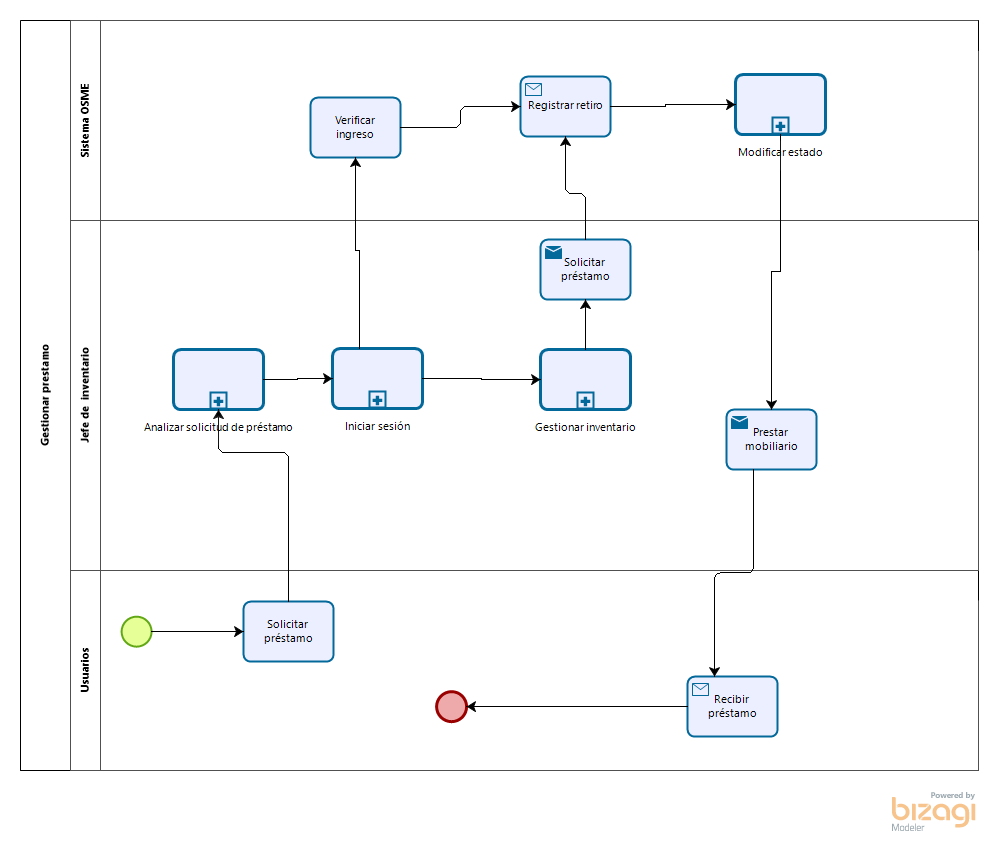 Gestionar prestamo
Sistema OSME
Verificar
ingreso
Registrar retiro
Modificar estado
Jefe de inventario
Solicitar
préstamo
Analizar solicitud de préstamo
Iniciar sesión
Gestionar inventario
Prestar
mobiliario
Usuarios
Solicitar
préstamo
Recibir
préstamo
Powered by
bizagi
Modeler